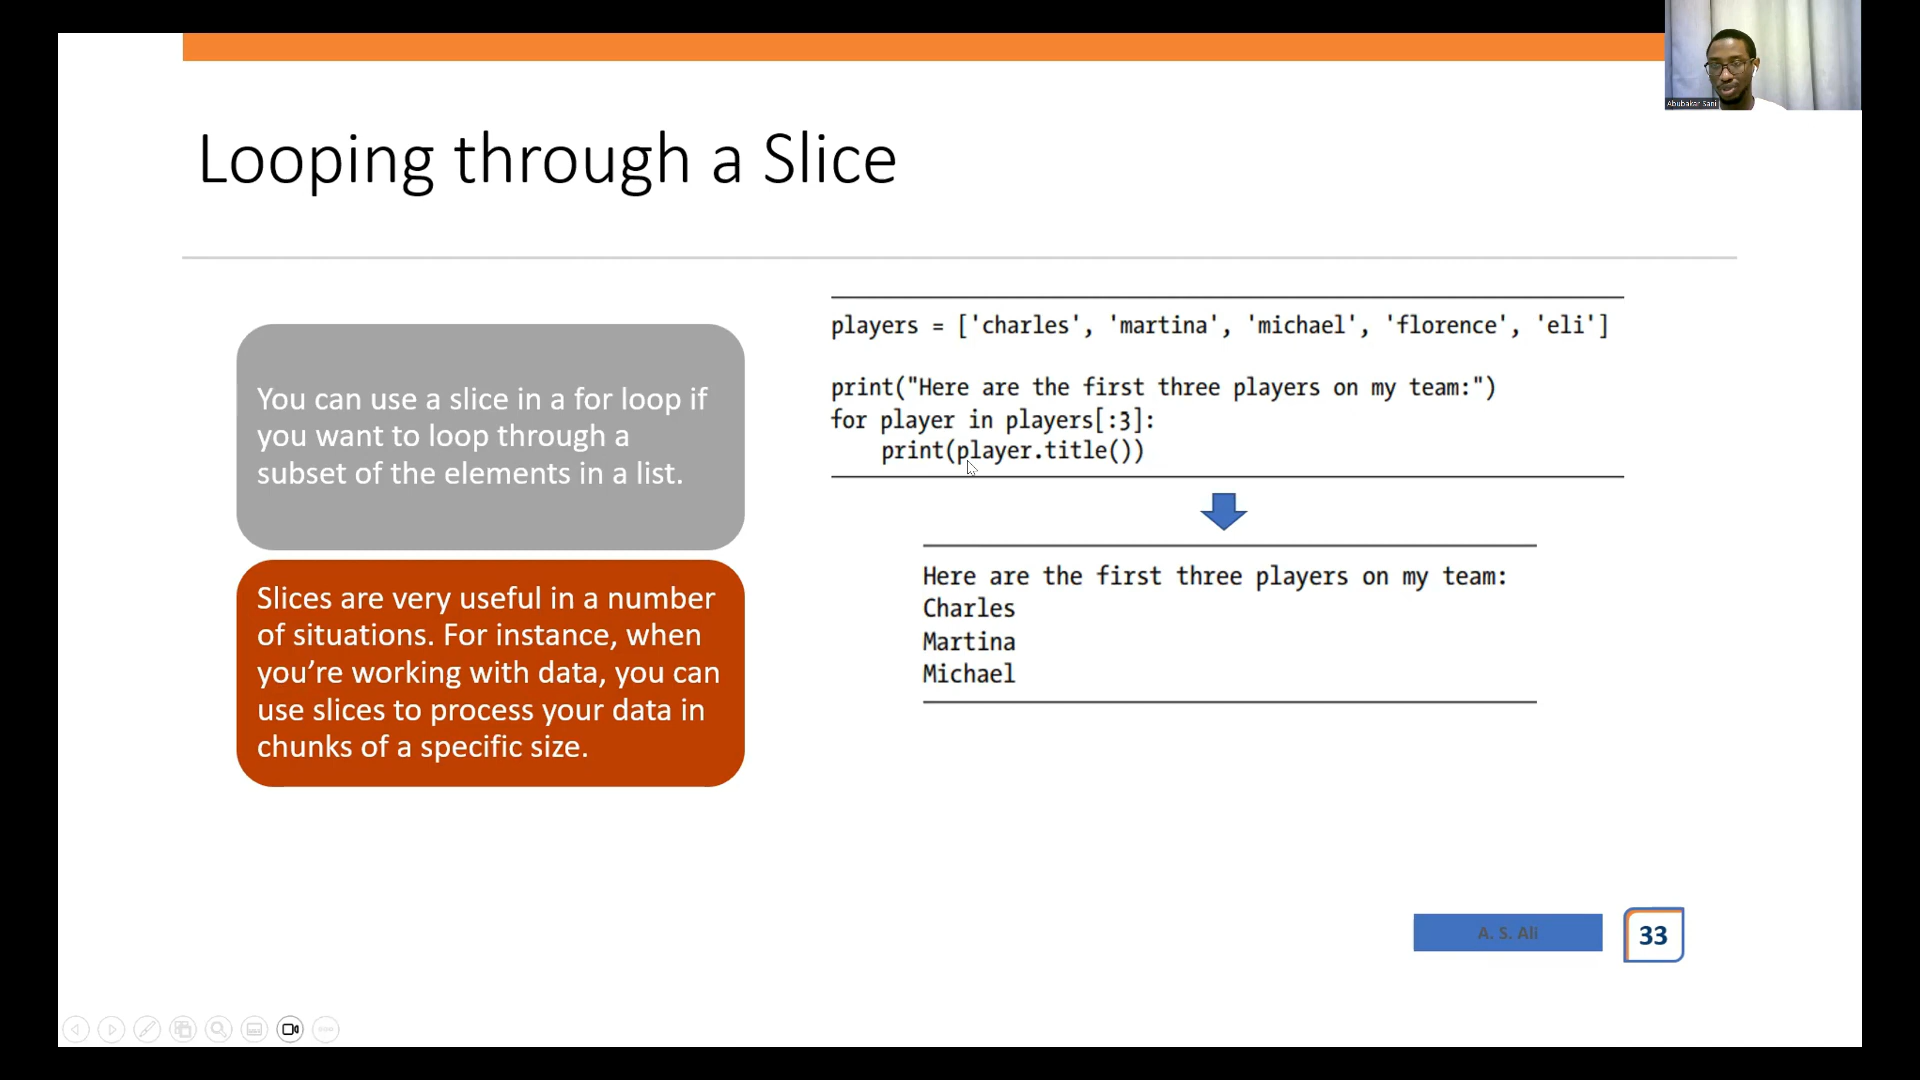 Abubakar Sani
Looping through a Slice
You can use a slice in a for loop if
you want to loop through a
subset of the elements in a list.
Slices are very useful in a number
of situations. For instance, when
you’re working with data, you can
use slices to process your data in
chunks of a specific size.
players = ['charles', 'martina', 'michael', 'florence', 'eli']
print("Here are the first three players on my team:")
for player in players[:3]:
    print(player.title())
Here are the first three players on my team:
Charles
Martina
Michael
A. S. Ali
33